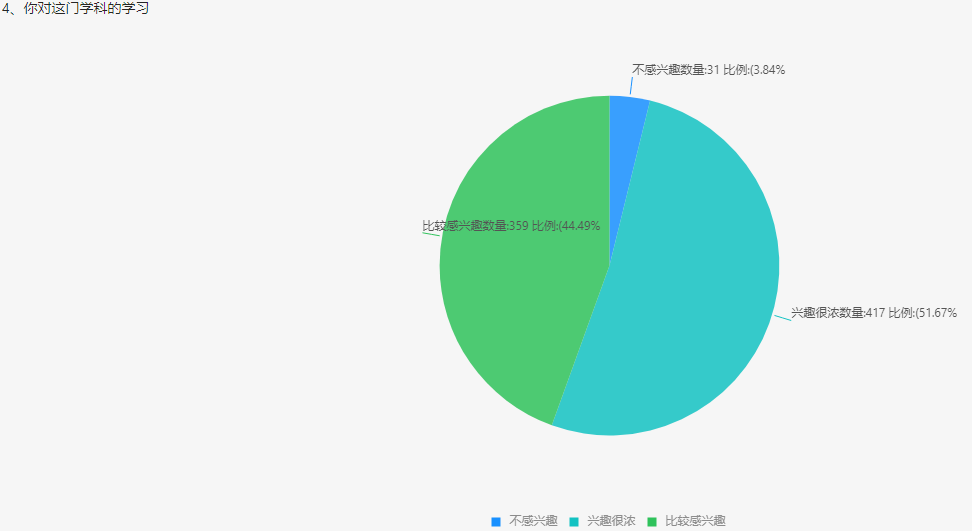 4、你对这门学科的学习
不感兴趣数量:31 比例:(3.84%
比较感兴趣数量:359 比例:(44.49%
兴趣很浓数量:417 比例:(51.67%
不感兴趣 兴趣很浓 比较感兴趣